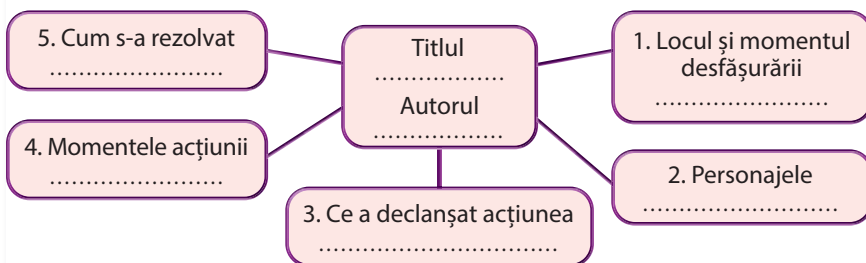 5. Cum s-a rezolvat
........................
Titlul
..................
Autorul
..................
1. Locul și momentul
desfășurării
........................
4. Momentele acțiunii
........................
3. Ce a declanșat acțiunea
.................................
2. Personajele
...........................